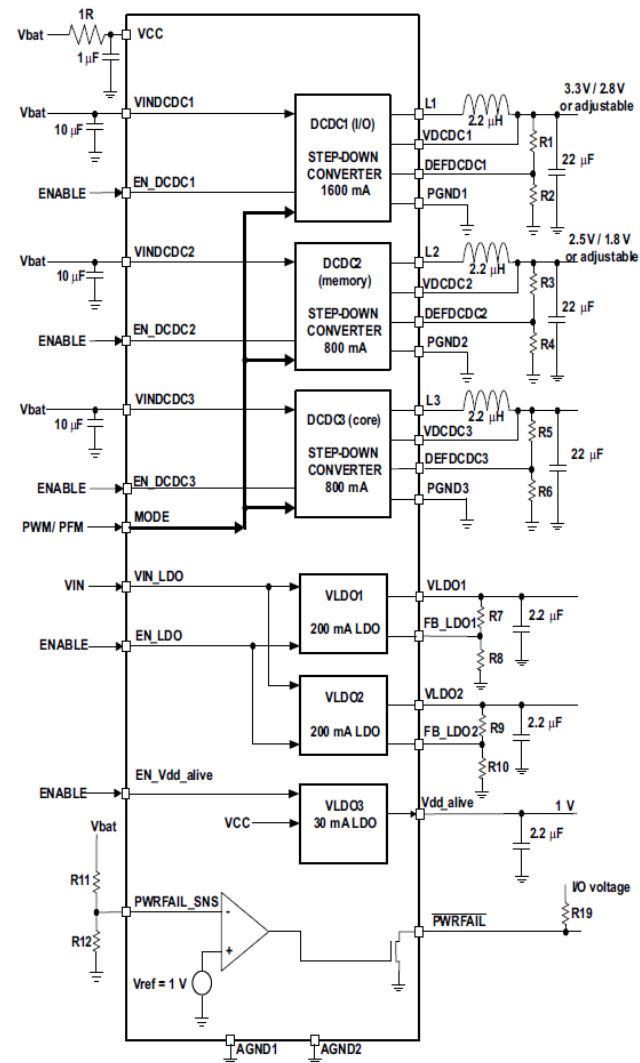 1R
Vbat
VCC
1 μF
Vbat
VINDCDC1
10 μF
ENABLE
EN_DCDC1
DCDC1 (I/O)
STEP-DOWN
CONVERTER
1600 mA
L1
2.2 μH
3.3 V / 2.8 V
or adjustable
VDCDC1
R1
DEFDCDC1
22 μF
R2
PGND1
Vbat
VINDCDC2
10 μF
ENABLE
EN_DCDC2
DCDC2
(memory)
STEP-DOWN
CONVERTER
800 mA
L2
2.2 μH
2.5V / 1.8 V
or adjustable
VDCDC2
R3
DEFDCDC2
22 μF
R4
PGND2
Vbat
VINDCDC3
10 μF
ENABLE
EN_DCDC3
PWM/ PFM
MODE
DCDC3 (core)
STEP-DOWN
CONVERTER
800 mA
L3
2.2 μH
VDCDC3
R5
DEFDCDC3
22 μF
R6
PGND3
VIN
VIN_LDO
ENABLE
EN_LDO
VLDO1
200 mA LDO
VLDO1
R7
2.2 μF
FB_LDO1
R8
VLDO2
200 mA LDO
VLDO2
R9
2.2 μF
FB_LDO2
R10
ENABLE
EN_Vdd_alive
VCC
VLDO3
30 mA LDO
Vdd_alive
1 V
2.2 μF
Vbat
R11
PWRFAIL_SNS
R12
-
+
Vref = 1 V
PWRFAIL
I/O voltage
R19
AGND1
AGND2